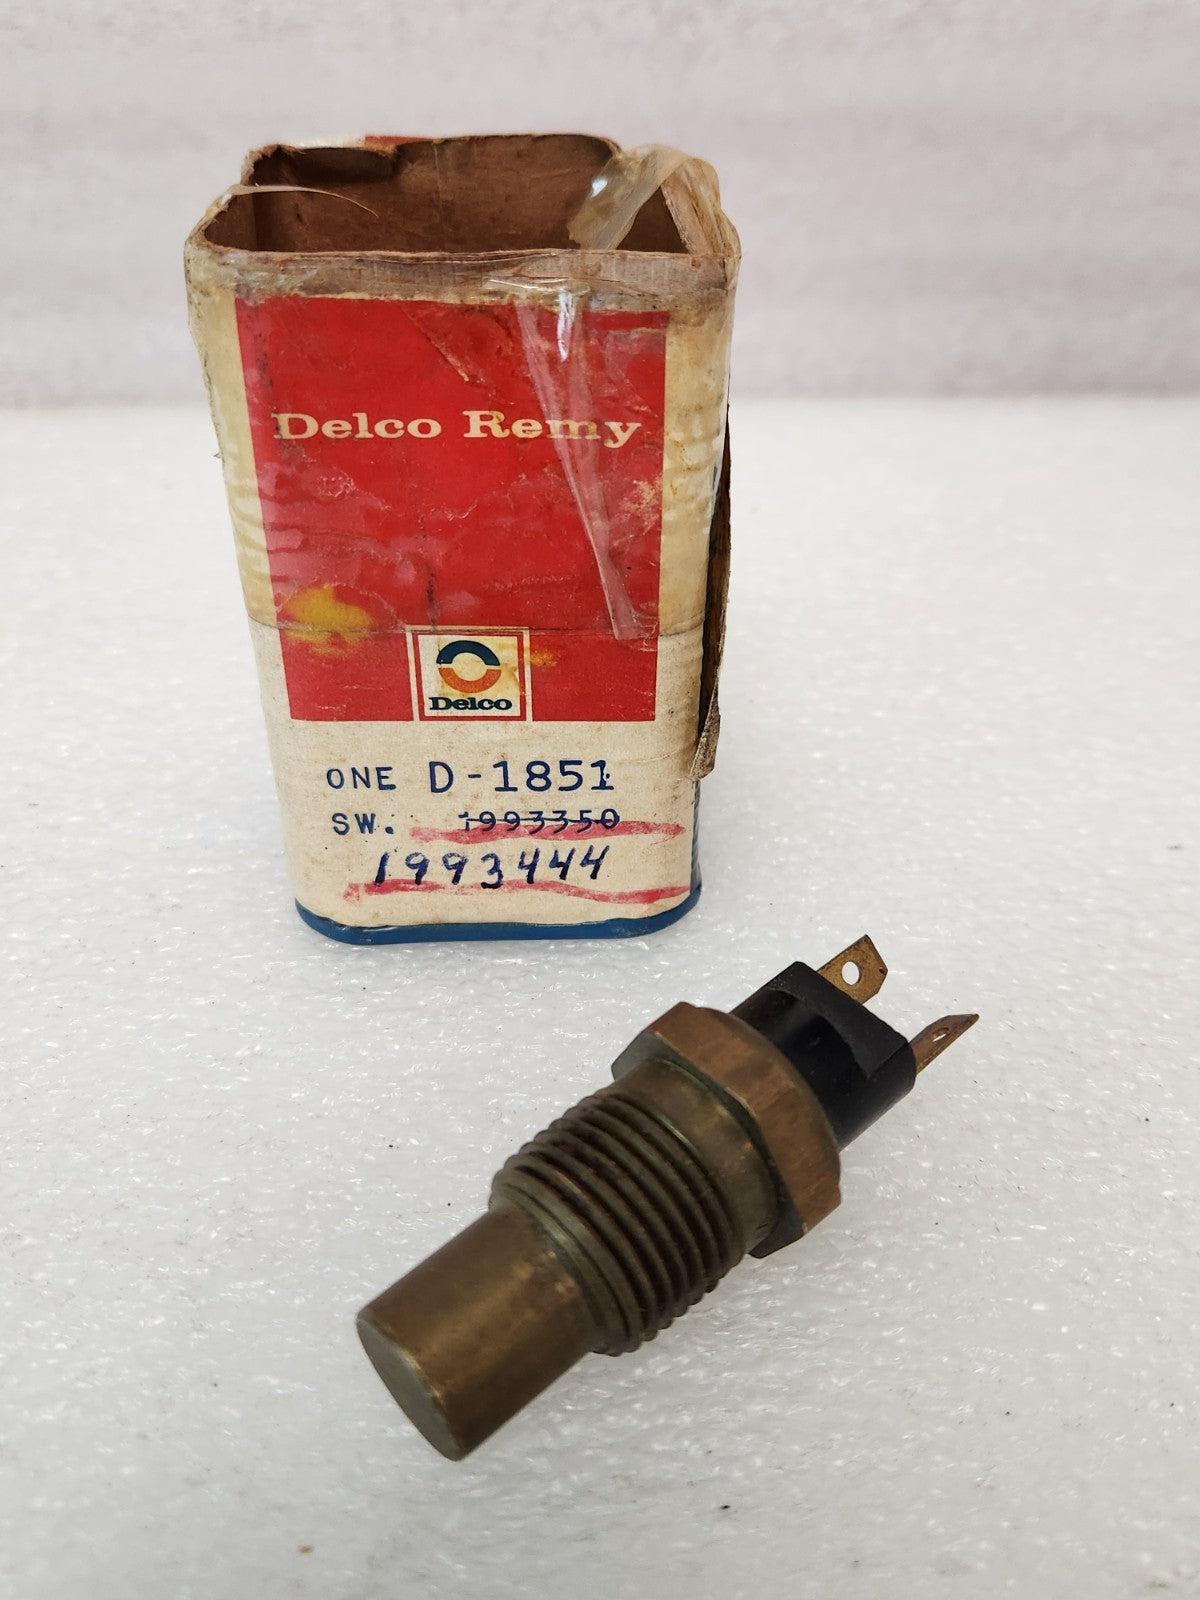 Delco Remy
Delco
ONE D-1851
SW. 1993350
1993444